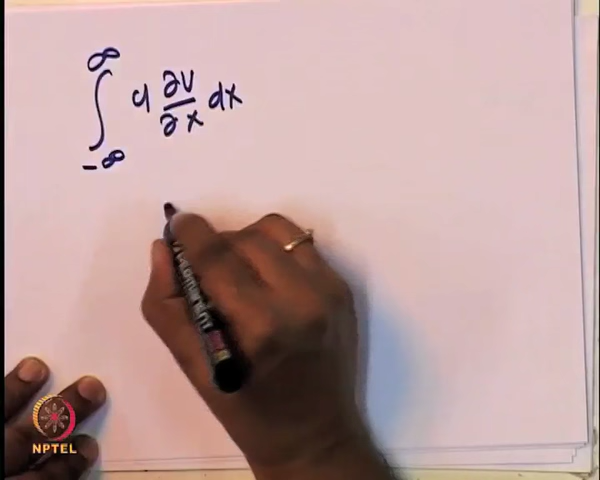 ∫_{-∞}^{∞} u ∂v/∂x dx
NPTEL